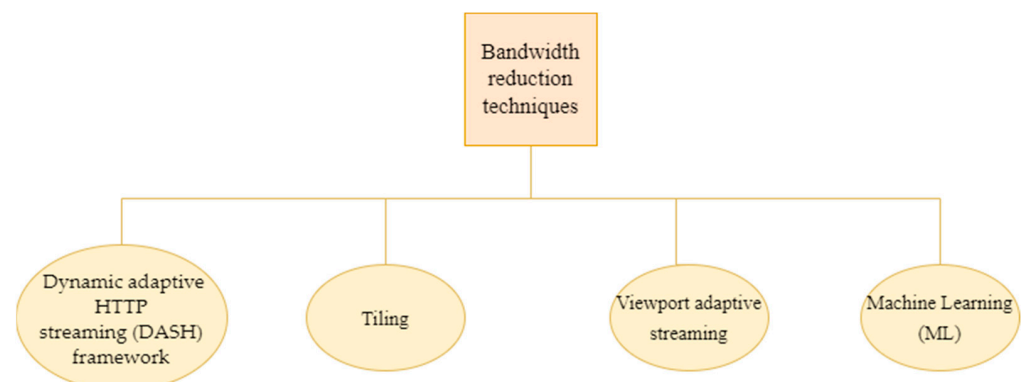 Bandwidth
reduction
techniques
Dynamic adaptive
HTTP
streaming (DASH)
framework
Tiling
Viewport adaptive
streaming
Machine Learning
(ML)